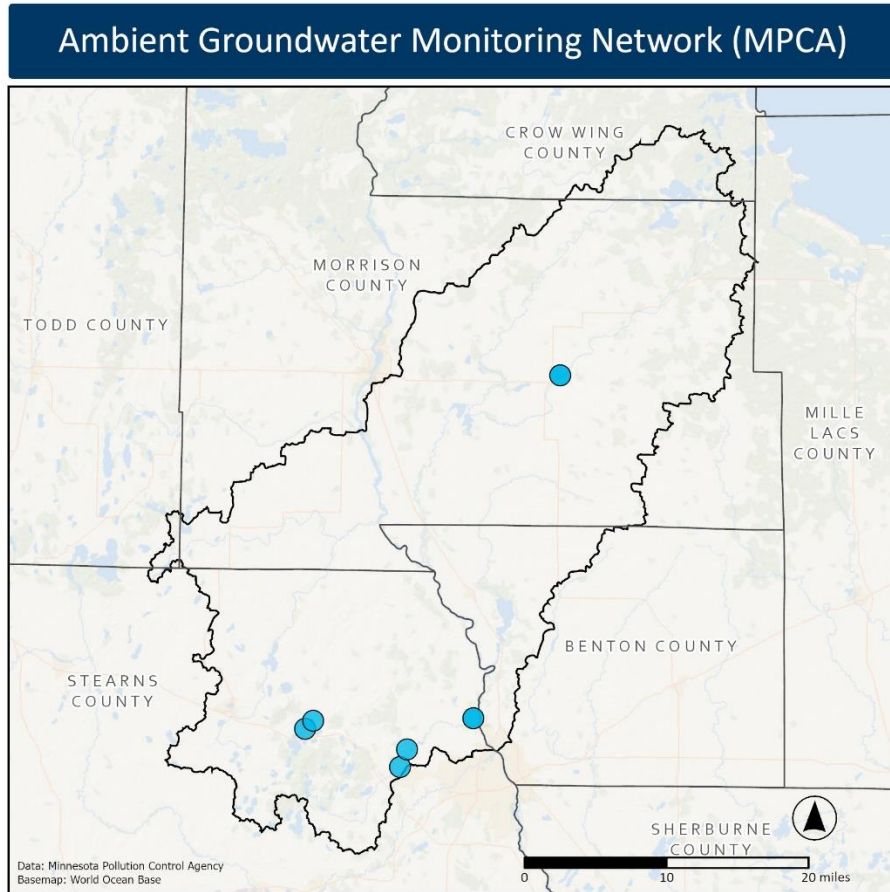 Ambient Groundwater Monitoring Network (MPCA)
CROW WING
COUNTY
MORRISON
COUNTY
TODD COUNTY
MILLE
LACS
COUNTY
BENTON COUNTY
STEARNS
COUNTY
SHERBURNE
COUNTY
Data: Minnesota Pollution Control Agency
Basemap: World Ocean Base
0 10 20 miles